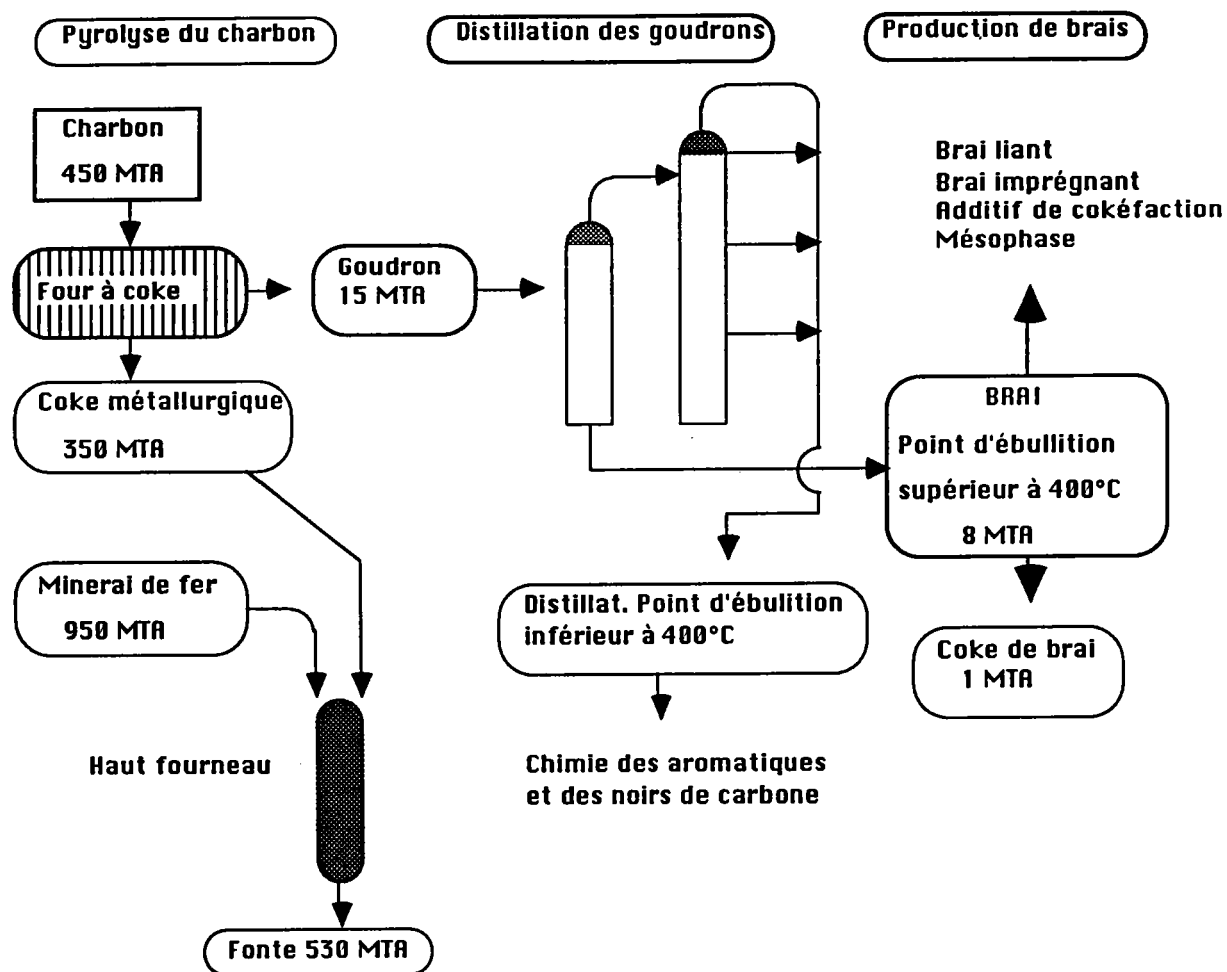 Pyrolyse du charbon
Distillation des goudrons
Production de brais
Charbon
450 MTA
Four à coke
Goudron
15 MTA
Coke métallurgique
350 MTA
Minerai de fer
950 MTA
Haut fourneau
Fonte 530 MTA
Distillat. Point d'ébulition
inférieur à 400°C
Chimie des aromatiques
et des noirs de carbone
Brai liant
Brai imprégnant
Additif de cokéfaction
Mésophase
BRAI
Point d'ébullition
supérieur à 400°C
8 MTA
Coke de brai
1 MTA